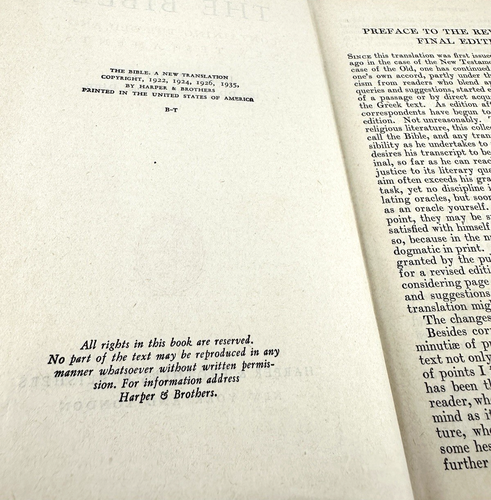 THE BIBLE. A NEW TRANSLATION
COPYRIGHT, 1922, 1924, 1926, 1935,
BY HARPER & BROTHERS
PRINTED IN THE UNITED STATES OF AMERICA
B-T
All rights in this book are reserved.
No part of the text may be reproduced in any
manner whatsoever without written permis-
sion. For information address
Harper & Brothers.
PREFACE TO THE REV
FINAL EDIT
SINCE this translation was first issue
ago in the case of the New Testame
case of the Old, one has continued
one's own accord, partly under th
cism from readers who blend a
queries and suggestions, started
of a passage or by direct acqu
the Greek text. As edition aft
correspondents have begun to
edition. Not unreasonably.
religious literature, this colle
call the Bible, and any tran
sibility as he undertakes to
desires his transcript to be
inal, so far as he can reac
justice to its literary qu
aim often exceeds his gra
task, yet no discipline i
lating oracles, but soon
as an oracle yourself.
point, they may be s
satisfied with himself
so, because in the n
dogmatic in print.
granted by the pu
for a revised editi
considering page
and suggestions
translation mig
The changes
Besides cor
minutiæ of p
text not only
of points I
has been th
reader, wh
mind as i
ture, who
some hes
further